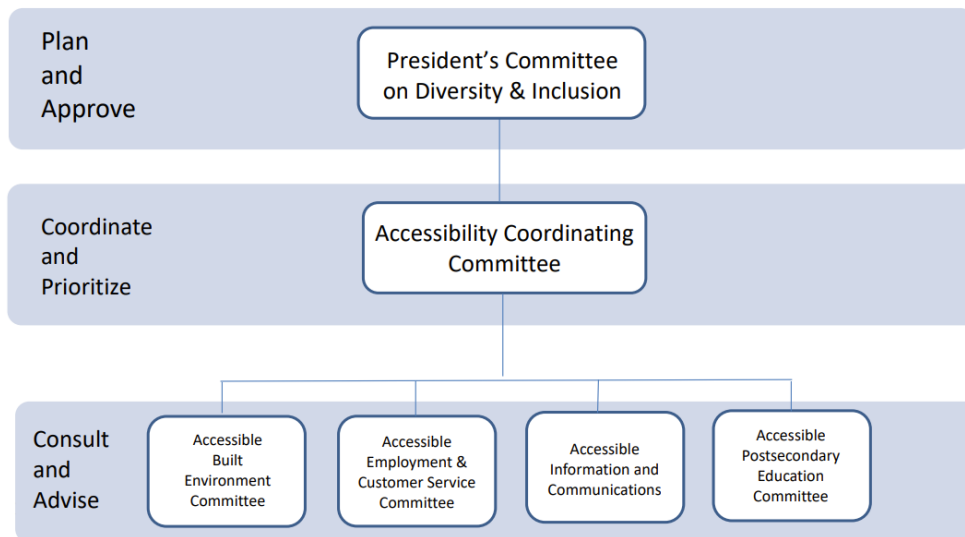 Plan
and
Approve
President’s Committee
on Diversity & Inclusion
Coordinate
and
Prioritize
Accessibility Coordinating
Committee
Consult
and
Advise
Accessible
Built
Environment
Committee
Accessible
Employment &
Customer Service
Committee
Accessible
Information and
Communications
Accessible
Postsecondary
Education
Committee